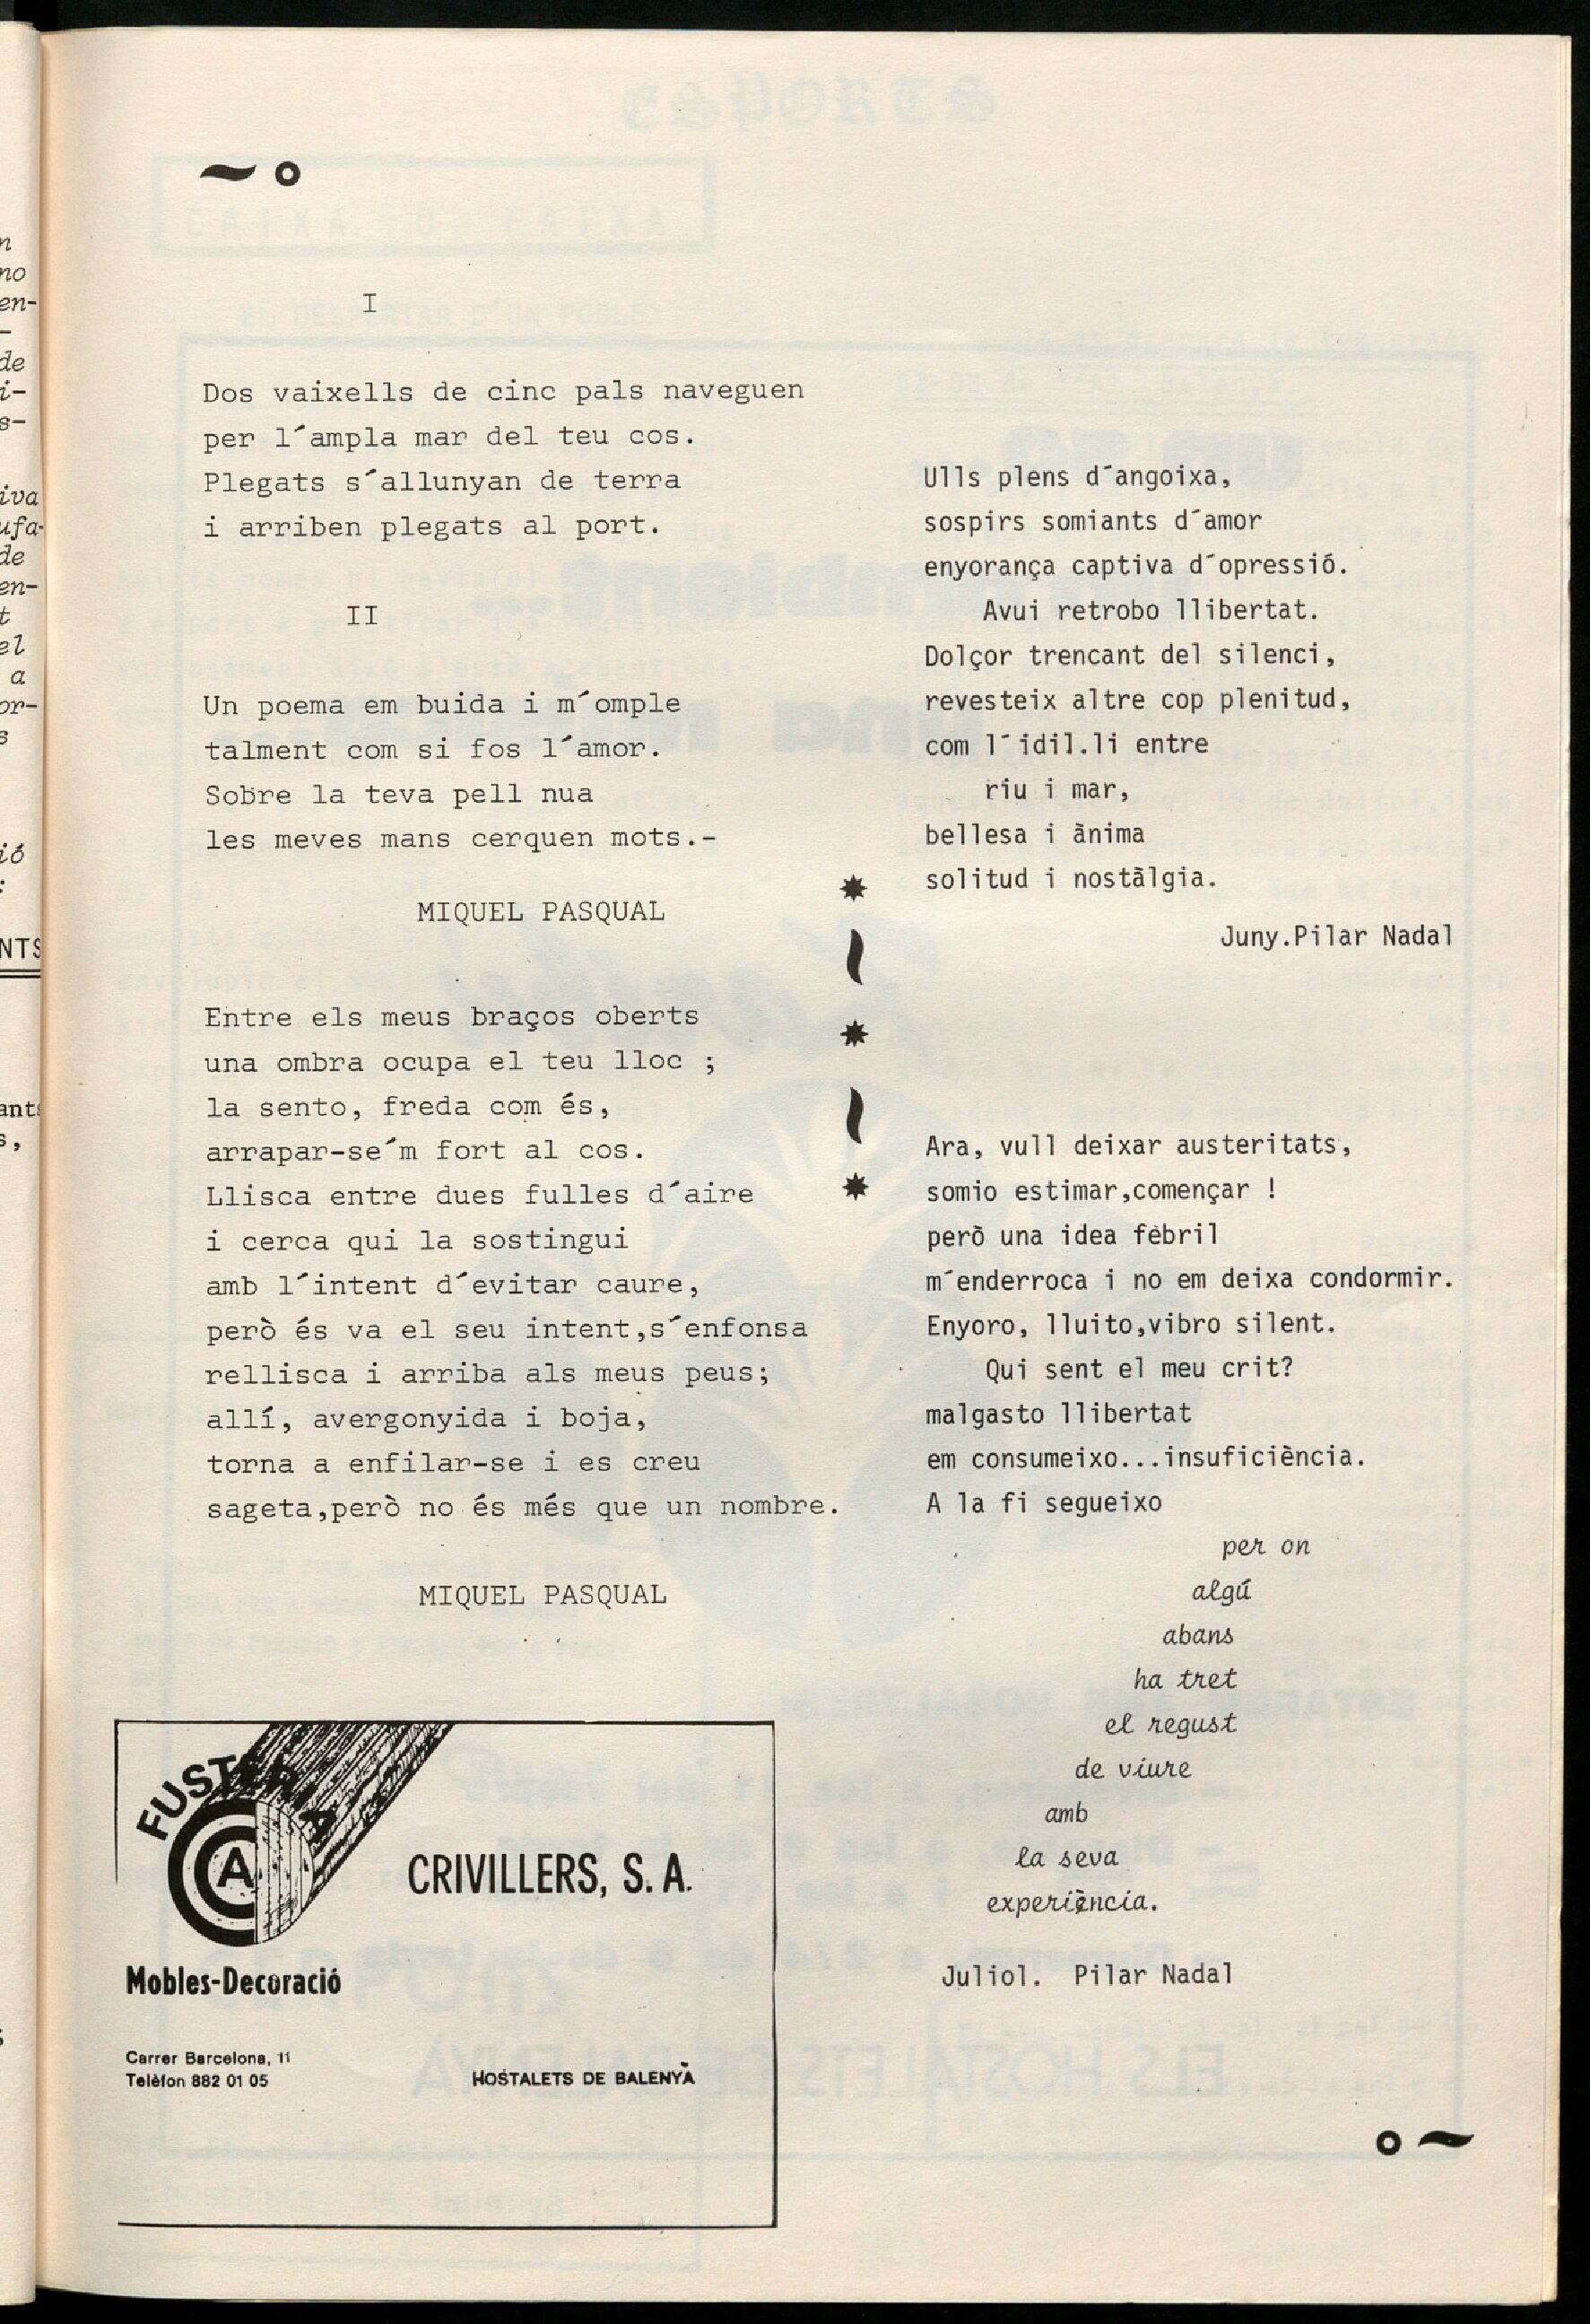 I
Dos vaixells de cinc pals naveguen
per l´ampla mar del teu cos.
Plegats s´allunyan de terra
i arriben plegats al port.
II
Un poema em buida i m´omple
talment com si fos l´amor.
Sobre la teva pell nua
les meves mans cerquen mots.-
MIQUEL PASQUAL
Entre els meus braços oberts
una ombra ocupa el teu lloc ;
la sento, freda com és,
arrapar-se´m fort al cos.
Llisca entre dues fulles d´aire
i cerca qui la sostingui
amb l´intent d´evitar caure,
però és va el seu intent,s´enfonsa
rellisca i arriba als meus peus;
allí, avergonyida i boja,
torna a enfilar-se i es creu
sageta,però no és més que un nombre.
MIQUEL PASQUAL
FUSTERIA
CA
CRIVILLERS, S.A.
Mobles-Decoració
Carrer Barcelona, 11
Telèfon 882 01 05
HOSTALETS DE BALENYÀ
Ulls plens d´angoixa,
sospirs somiants d´amor
enyorança captiva d´opressió.
Avui retrobo llibertat.
Dolçor trencant del silenci,
revesteix altre cop plenitud,
com l´idil.li entre
riu i mar,
bellesa i ànima
solitud i nostàlgia.
Juny.Pilar Nadal
Ara, vull deixar austeritats,
somio estimar,començar !
però una idea fèbril
m´enderroca i no em deixa condormir.
Enyoro, lluito,vibro silent.
Qui sent el meu crit?
malgasto llibertat
em consumeixo...insuficiència.
A la fi segueixo
per on
algú
abans
ha tret
el regust
de viure
amb
la seva
experiència.
Juliol. Pilar Nadal